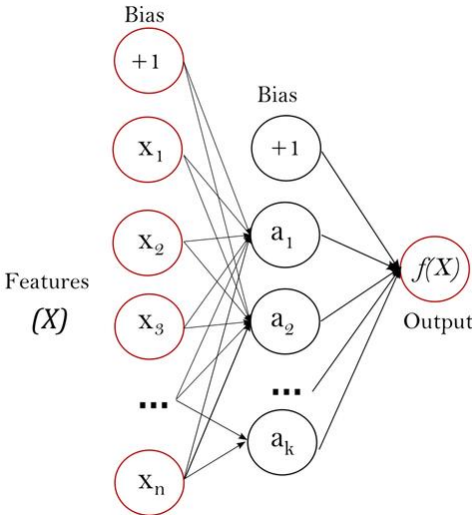 Bias
+1
x1
x2
x3
...
xn
Features
(X)
Bias
+1
a1
a2
...
ak
f(X)
Output